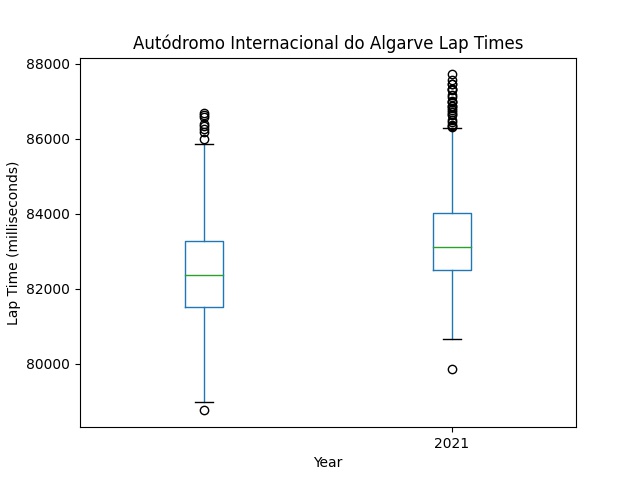 Autódromo Internacional do Algarve Lap Times
88000
86000
84000
82000
80000
Lap Time (milliseconds)
2021
Year